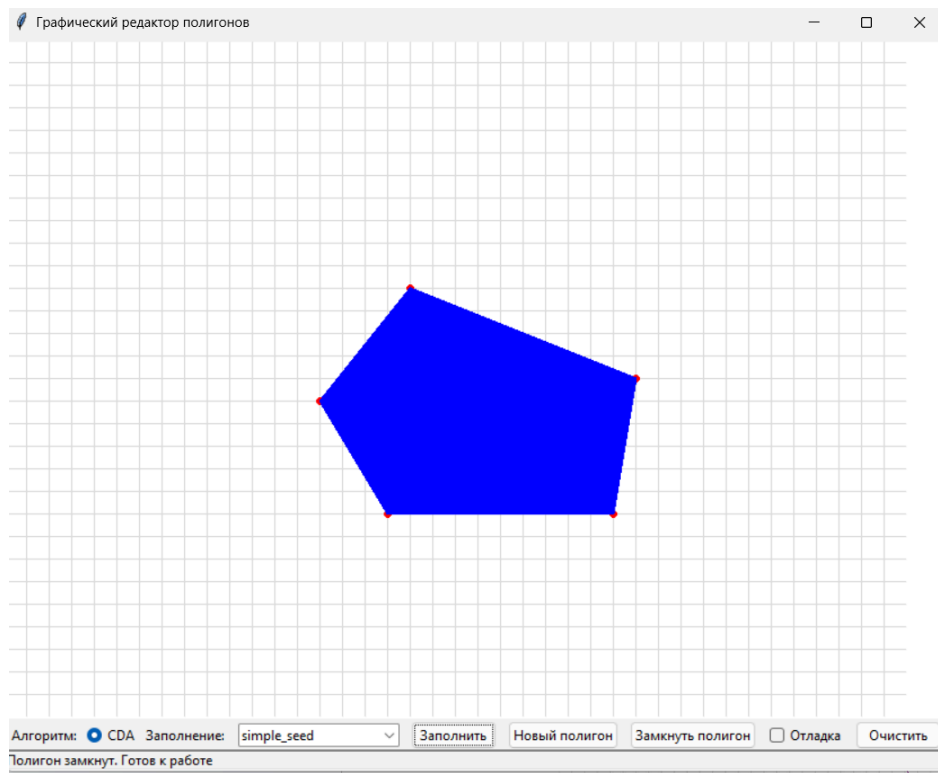 Графический редактор полигонов
Алгоритм: CDA Заполнение: simple_seed Заполнить Новый полигон Замкнуть полигон Отладка Очистить
Полигон замкнут. Готов к работе